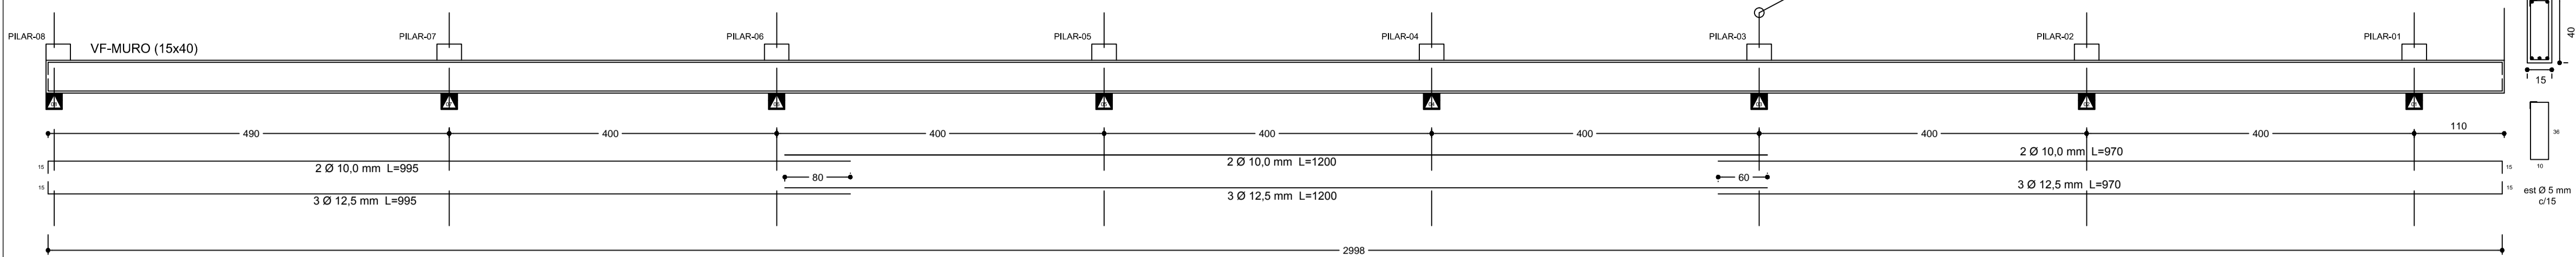 PILAR-08
VF-MURO (15x40)
PILAR-07
PILAR-06
PILAR-05
PILAR-04
PILAR-03
PILAR-02
PILAR-01
40
15
490
400
400
400
400
400
400
110
36
10
15
2 Ø 10,0 mm L=995
2 Ø 10,0 mm L=1200
2 Ø 10,0 mm L=970
15
80
60
15
3 Ø 12,5 mm L=995
3 Ø 12,5 mm L=1200
3 Ø 12,5 mm L=970
15
est Ø 5 mm
c/15
2998